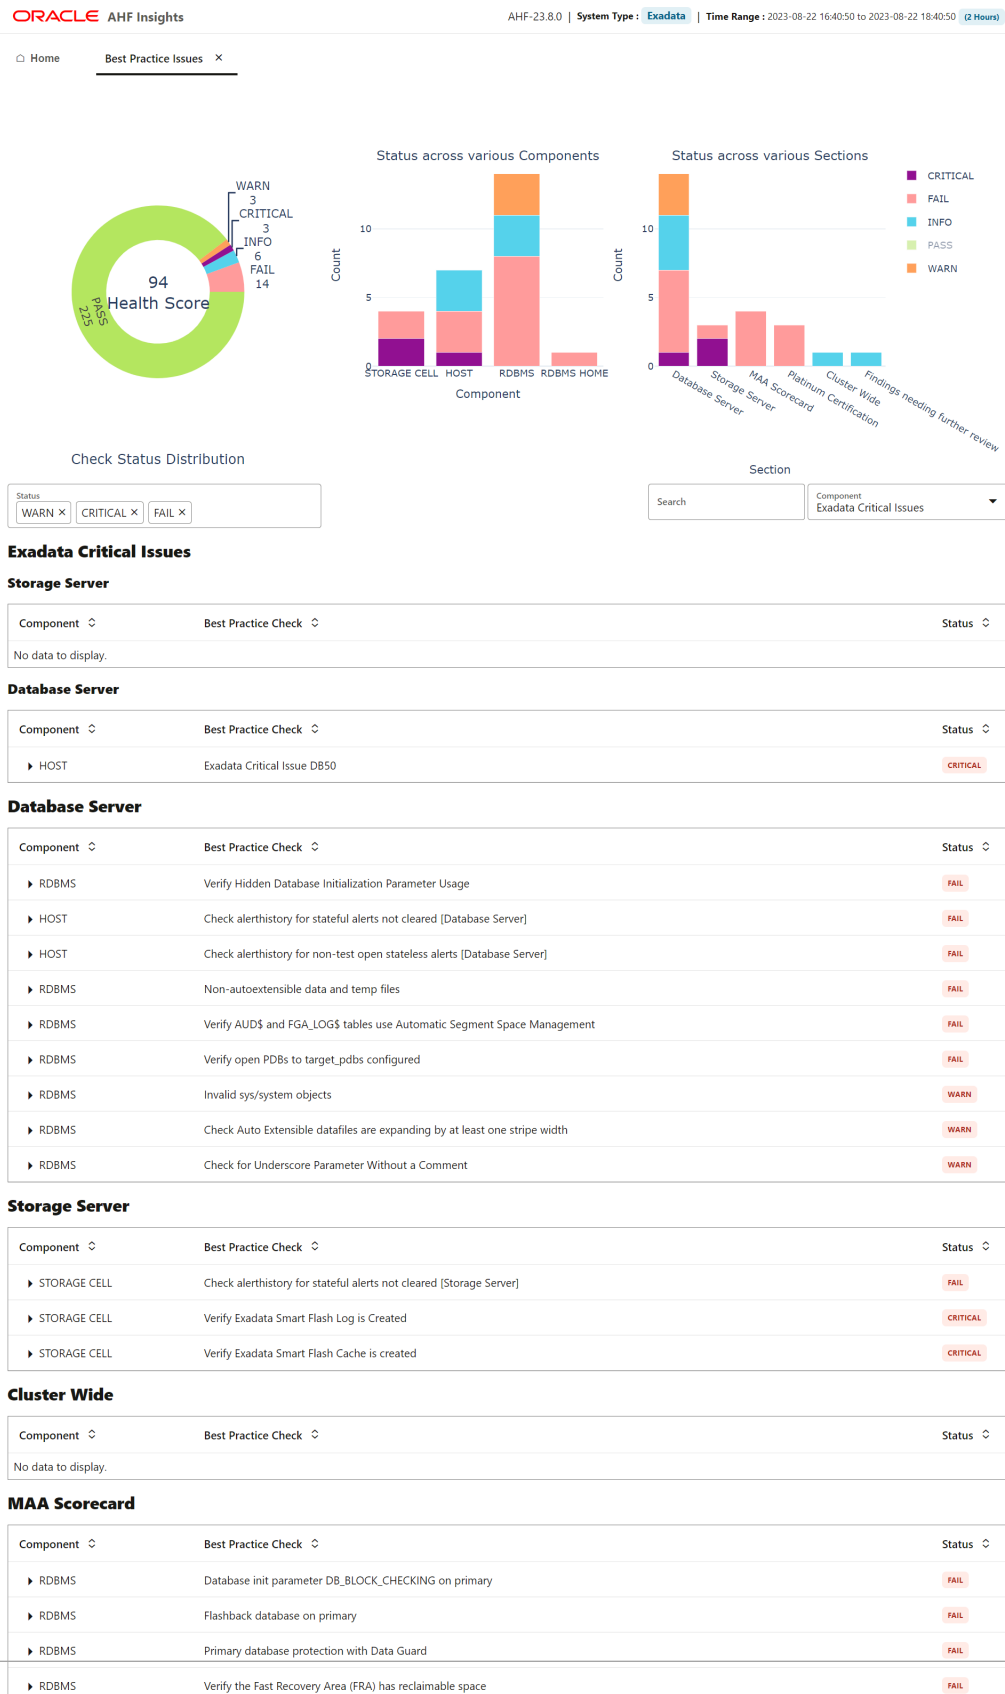 ORACLE AHF Insights
AHF-23.8.0 | System Type : Exadata | Time Range : 2023-08-22 16:40:50 to 2023-08-22 18:40:50 (2 Hours)
Home
Best Practice Issues ×
WARN
3
CRITICAL
3
INFO
6
FAIL
14
PASS
225
94
Health Score
Check Status Distribution
Status across various Components
Count
10
5
0
STORAGE CELL HOST RDBMS RDBMS HOME
Component
Status across various Sections
Count
10
5
0
Database Server
Storage Server
MAA Scorecard
Platinum Certification
Cluster Wide
Findings needing further review
Section
CRITICAL
FAIL
INFO
PASS
WARN
Status
WARN × CRITICAL × FAIL ×
Search
Component
Exadata Critical Issues
Exadata Critical Issues
Storage Server
Component Best Practice Check Status
No data to display.
Database Server
Component Best Practice Check Status
HOST Exadata Critical Issue DB50 CRITICAL
Database Server
Component Best Practice Check Status
RDBMS Verify Hidden Database Initialization Parameter Usage FAIL
HOST Check alerthistory for stateful alerts not cleared [Database Server] FAIL
HOST Check alerthistory for non-test open stateless alerts [Database Server] FAIL
RDBMS Non-autoextensible data and temp files FAIL
RDBMS Verify AUD$ and FGA_LOG$ tables use Automatic Segment Space Management FAIL
RDBMS Verify open PDBs to target_pdbs configured FAIL
RDBMS Invalid sys/system objects WARN
RDBMS Check Auto Extensible datafiles are expanding by at least one stripe width WARN
RDBMS Check for Underscore Parameter Without a Comment WARN
Storage Server
Component Best Practice Check Status
STORAGE CELL Check alerthistory for stateful alerts not cleared [Storage Server] FAIL
STORAGE CELL Verify Exadata Smart Flash Log is Created CRITICAL
STORAGE CELL Verify Exadata Smart Flash Cache is created CRITICAL
Cluster Wide
Component Best Practice Check Status
No data to display.
MAA Scorecard
Component Best Practice Check Status
RDBMS Database init parameter DB_BLOCK_CHECKING on primary FAIL
RDBMS Flashback database on primary FAIL
RDBMS Primary database protection with Data Guard FAIL
RDBMS Verify the Fast Recovery Area (FRA) has reclaimable space FAIL